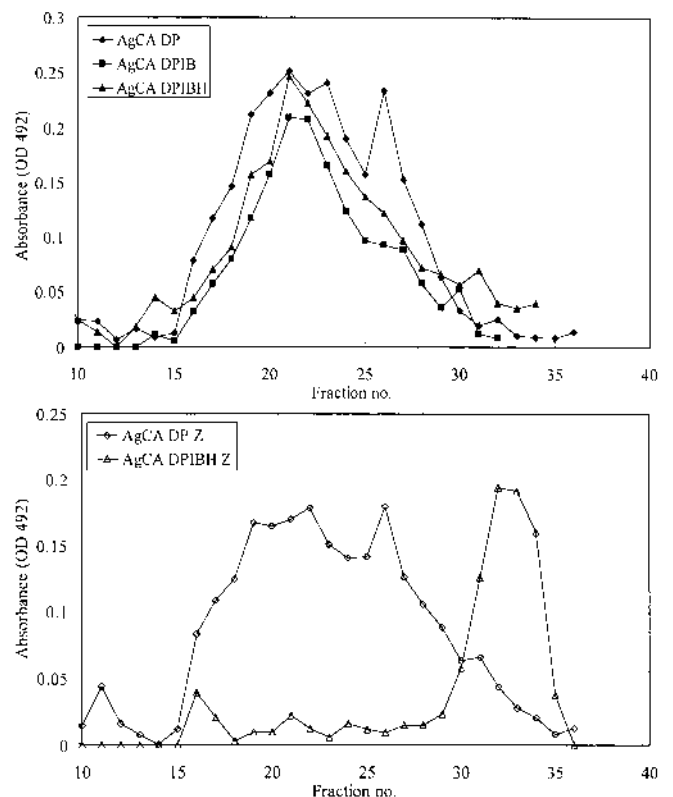 0.3
AgCA DP
AgCA DPIB
AgCA DPIBH
0.25
0.2
0.15
0.1
0.05
0
Absorbance (OD 492)
10 15 20 25 30 35 40
Fraction no.
0.25
AgCA DP Z
AgCA DPIBH Z
0.2
0.15
0.1
0.05
0
Absorbance (OD 492)
10 15 20 25 30 35 40
Fraction no.